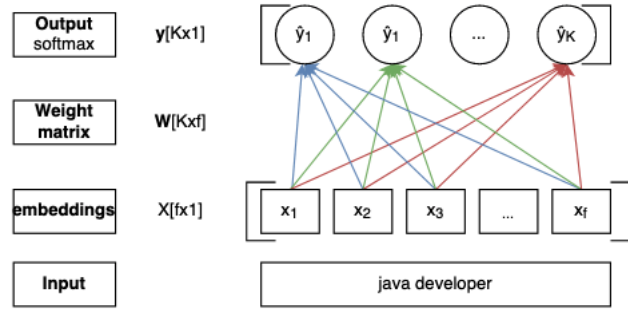 Output
softmax
y[Kx1]
ŷ1 ŷ1 ... ŷK
Weight
matrix
W[Kxf]
embeddings
X[fx1]
x1 x2 x3 ... xf
Input
java developer